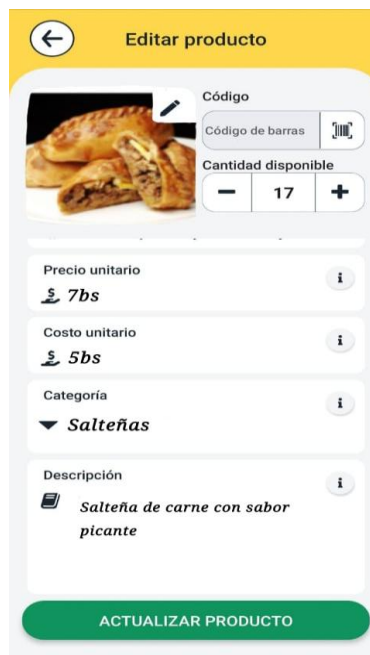 Editar producto
Código
Código de barras
Cantidad disponible
17
Precio unitario
7bs
Costo unitario
5bs
Categoría
Salteñas
Descripción
Salteña de carne con sabor
picante
ACTUALIZAR PRODUCTO